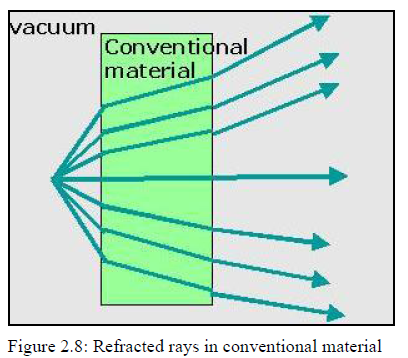 vacuum
Conventional
material
Figure 2.8: Refracted rays in conventional material